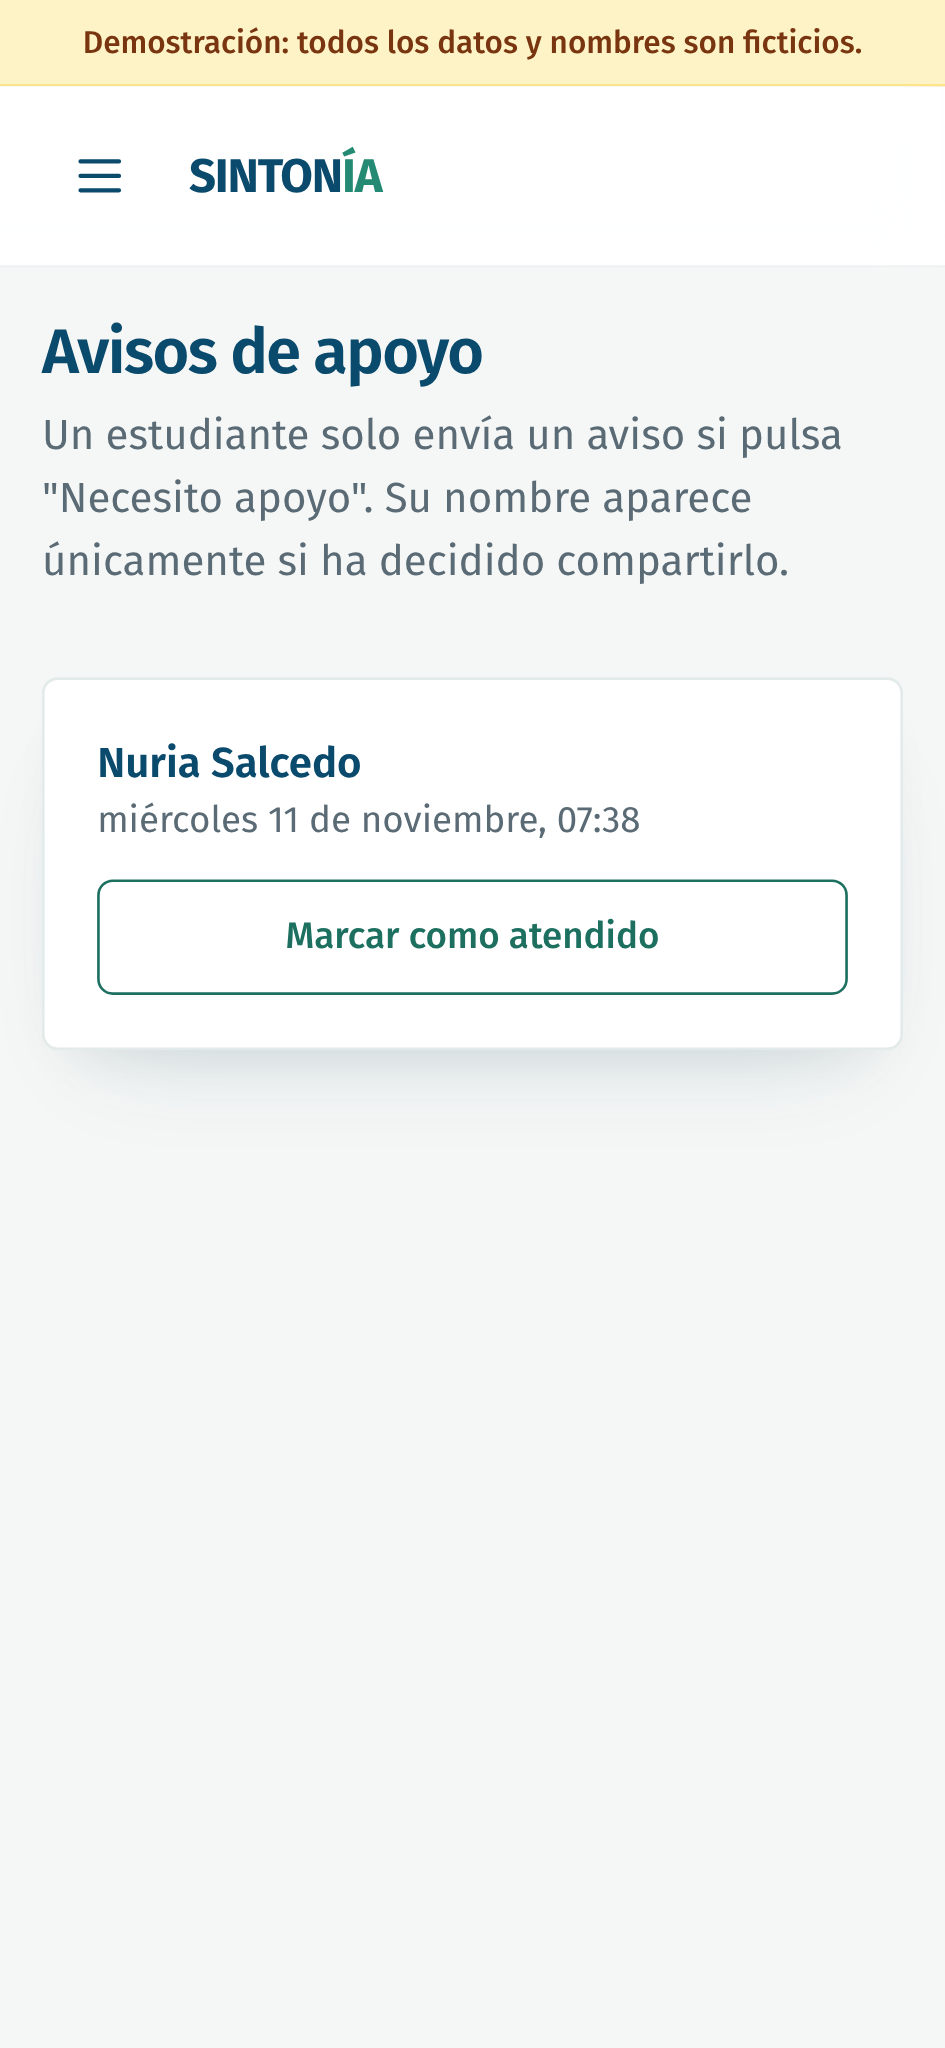 Demostración: todos los datos y nombres son ficticios.
SINTONÍA
Avisos de apoyo
Un estudiante solo envía un aviso si pulsa
"Necesito apoyo". Su nombre aparece
únicamente si ha decidido compartirlo.
Nuria Salcedo
miércoles 11 de noviembre, 07:38
Marcar como atendido